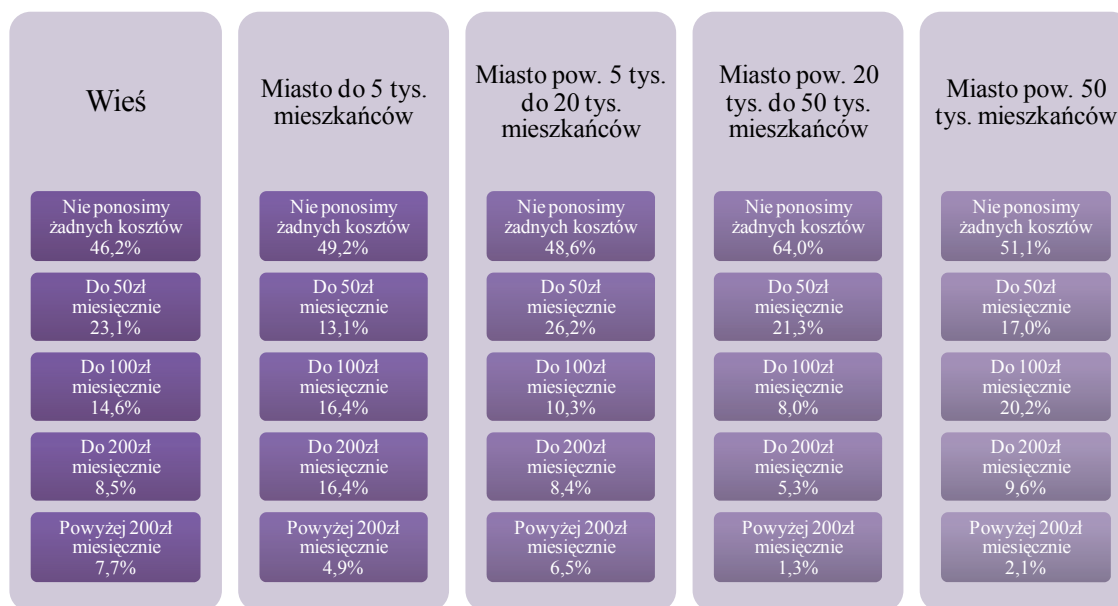 Wieś
Nie ponosimy
żadnych kosztów
46,2%
Do 50zł
miesięcznie
23,1%
Do 100zł
miesięcznie
14,6%
Do 200zł
miesięcznie
8,5%
Powyżej 200zł
miesięcznie
7,7%
Miasto do 5 tys.
mieszkańców
Nie ponosimy
żadnych kosztów
49,2%
Do 50zł
miesięcznie
13,1%
Do 100zł
miesięcznie
16,4%
Do 200zł
miesięcznie
16,4%
Powyżej 200zł
miesięcznie
4,9%
Miasto pow. 5 tys.
do 20 tys.
mieszkańców
Nie ponosimy
żadnych kosztów
48,6%
Do 50zł
miesięcznie
26,2%
Do 100zł
miesięcznie
10,3%
Do 200zł
miesięcznie
8,4%
Powyżej 200zł
miesięcznie
6,5%
Miasto pow. 20
tys. do 50 tys.
mieszkańców
Nie ponosimy
żadnych kosztów
64,0%
Do 50zł
miesięcznie
21,3%
Do 100zł
miesięcznie
8,0%
Do 200zł
miesięcznie
5,3%
Powyżej 200zł
miesięcznie
1,3%
Miasto pow. 50
tys. mieszkańców
Nie ponosimy
żadnych kosztów
51,1%
Do 50zł
miesięcznie
17,0%
Do 100zł
miesięcznie
20,2%
Do 200zł
miesięcznie
9,6%
Powyżej 200zł
miesięcznie
2,1%